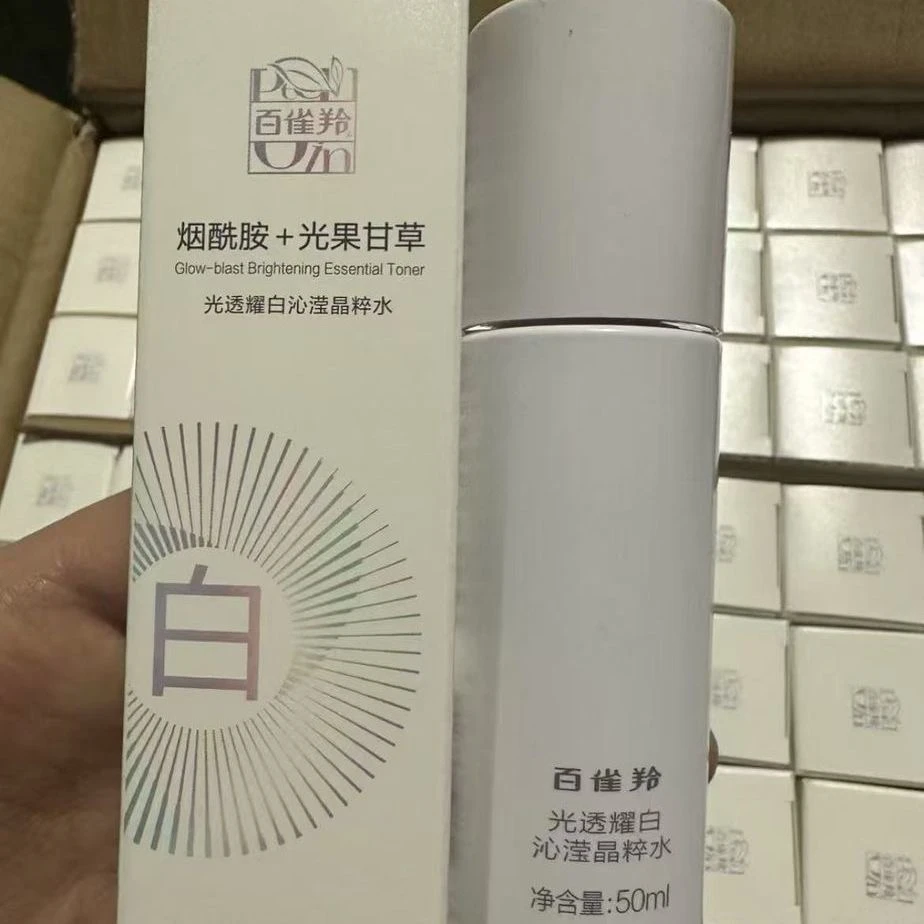 百雀羚
烟酰胺+光果甘草
Glow-blast Brightening Essential Toner
光透耀白沁滢晶粹水
白
百雀羚
光透耀白
沁滢晶粹水
净含量:50ml